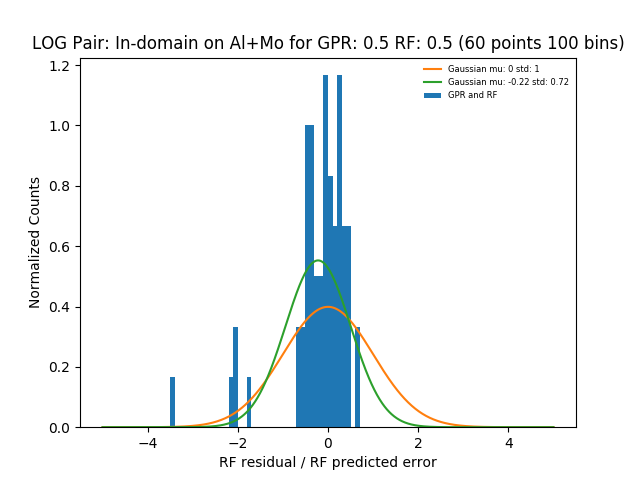 LOG Pair: In-domain on Al+Mo for GPR: 0.5 RF: 0.5 (60 points 100 bins)
Gaussian mu: 0 std: 1
Gaussian mu: -0.22 std: 0.72
GPR and RF
Normalized Counts
1.2
1.0
0.8
0.6
0.4
0.2
0.0
−4 −2 0 2 4
RF residual / RF predicted error